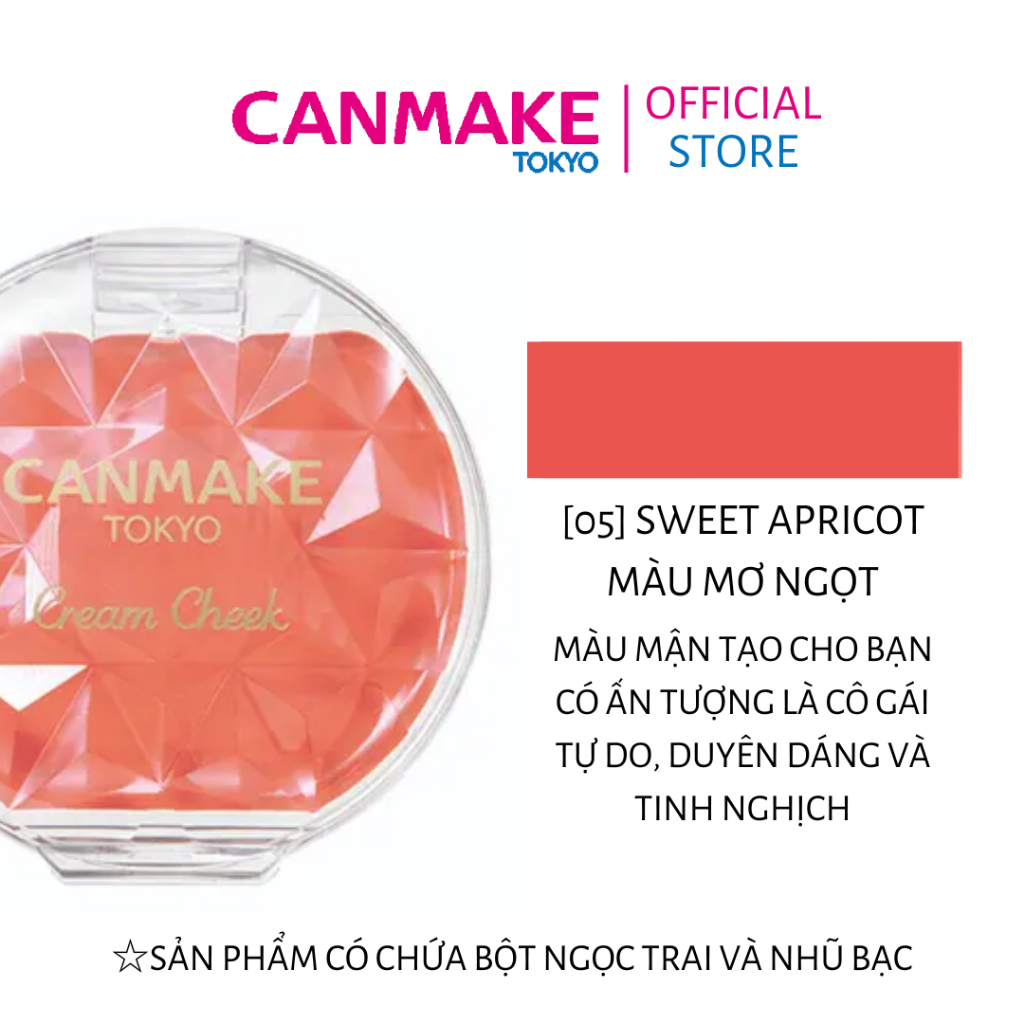 CANMAKE
TOKYO
OFFICIAL
STORE
CANMAKE
TOKYO
Cream Cheek
[05] SWEET APRICOT
MÀU MƠ NGỌT
MÀU MẬN TẠO CHO BẠN
CÓ ẤN TƯỢNG LÀ CÔ GÁI
TỰ DO, DUYÊN DÁNG VÀ
TINH NGHỊCH
☆SẢN PHẨM CÓ CHỨA BỘT NGỌC TRAI VÀ NHŨ BẠC